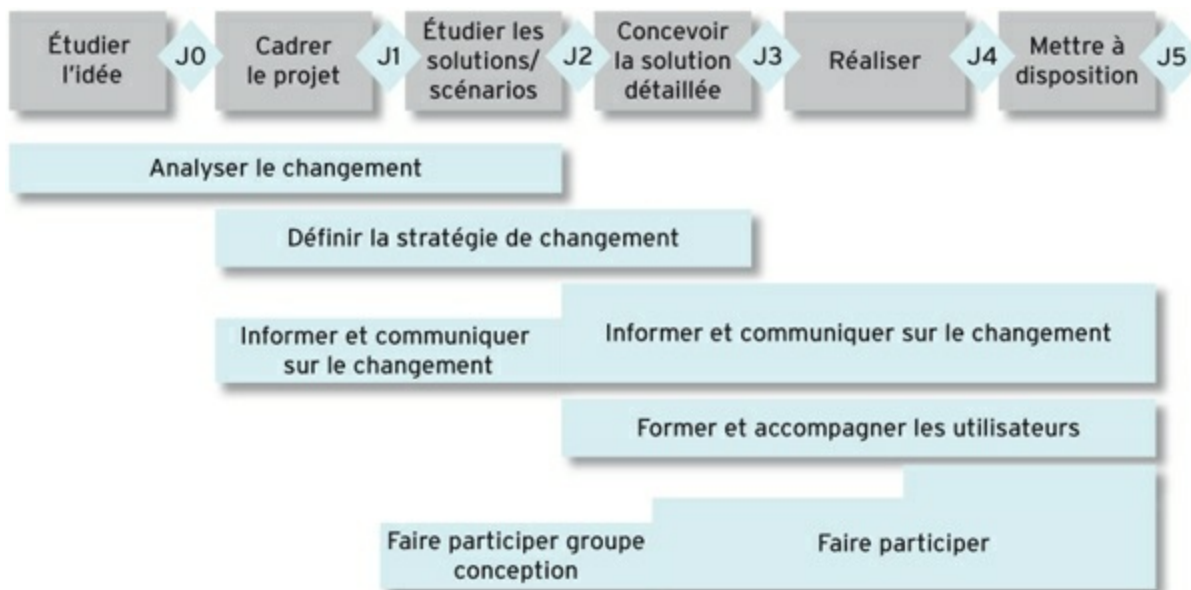 Étudier
l'idée
J0
Cadrer
le projet
J1
Étudier les
solutions/
scénarios
J2
Concevoir
la solution
détaillée
J3
Réaliser
J4
Mettre à
disposition
J5
Analyser le changement
Définir la stratégie de changement
Informer et communiquer
sur le changement
Informer et communiquer sur le changement
Former et accompagner les utilisateurs
Faire participer groupe
conception
Faire participer